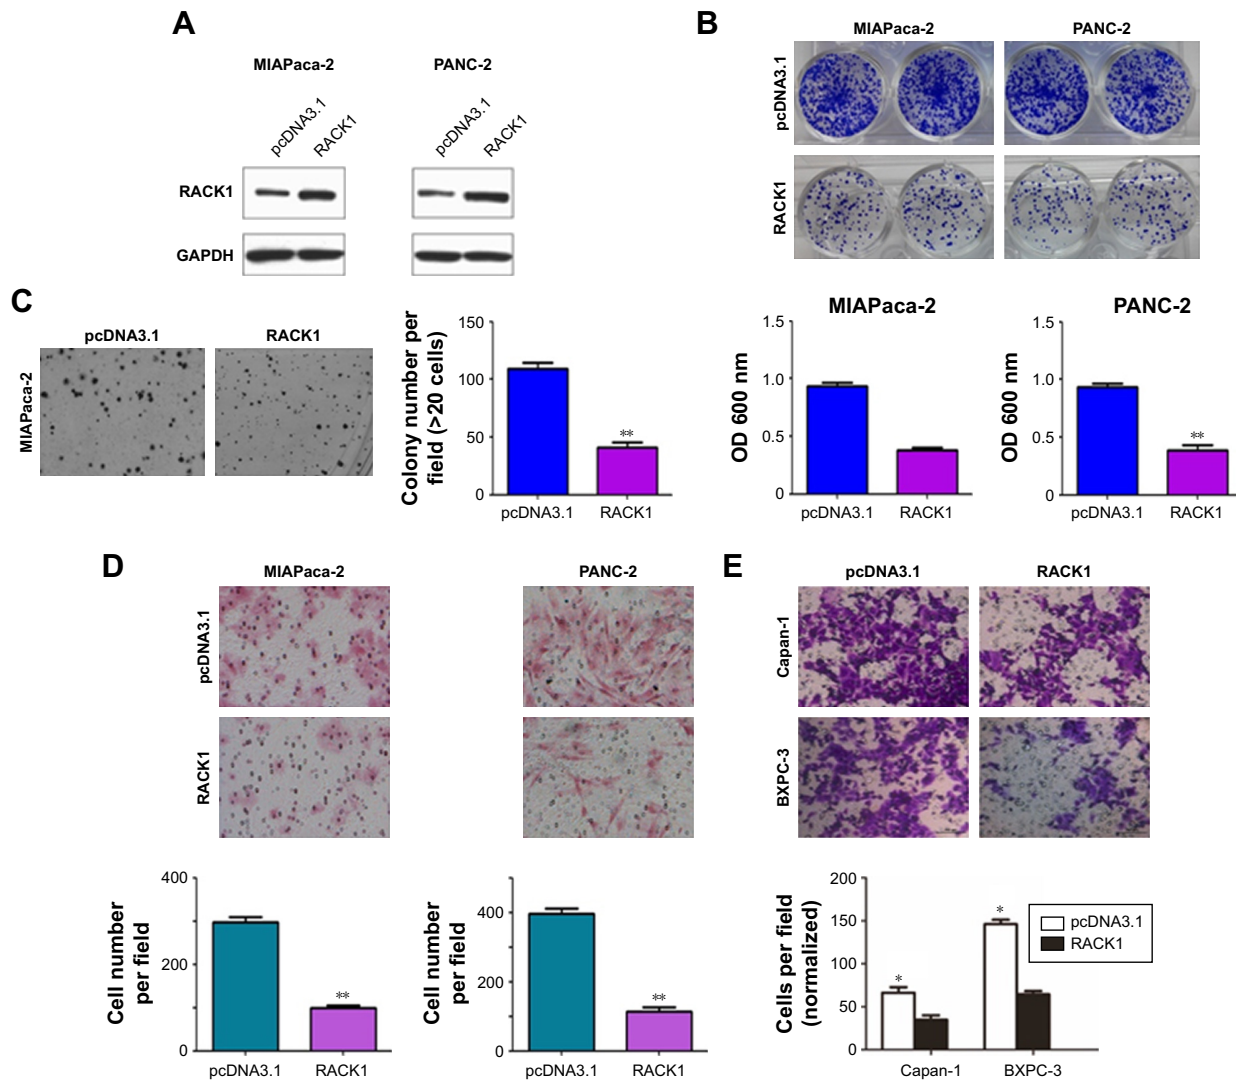 A
MIAPaca-2 PANC-2
pcDNA3.1 RACK1 pcDNA3.1 RACK1
RACK1
GAPDH
B
MIAPaca-2 PANC-2
pcDNA3.1
RACK1
MIAPaca-2 PANC-2
OD 600 nm OD 600 nm
1.5 1.5
1.0 1.0
0.5 0.5
0 0
**
pcDNA3.1 RACK1 pcDNA3.1 RACK1
C
pcDNA3.1 RACK1
MIAPaca-2
Colony number per
field (>20 cells)
150
100
50
0
**
pcDNA3.1 RACK1
D
MIAPaca-2 PANC-2
pcDNA3.1
RACK1
Cell number
per field
400
200
0
**
pcDNA3.1 RACK1
Cell number
per field
400
200
0
**
pcDNA3.1 RACK1
E
pcDNA3.1 RACK1
Capan-1
BXPC-3
Cells per field
(normalized)
200
150
100
50
0
*
*
pcDNA3.1
RACK1
Capan-1 BXPC-3